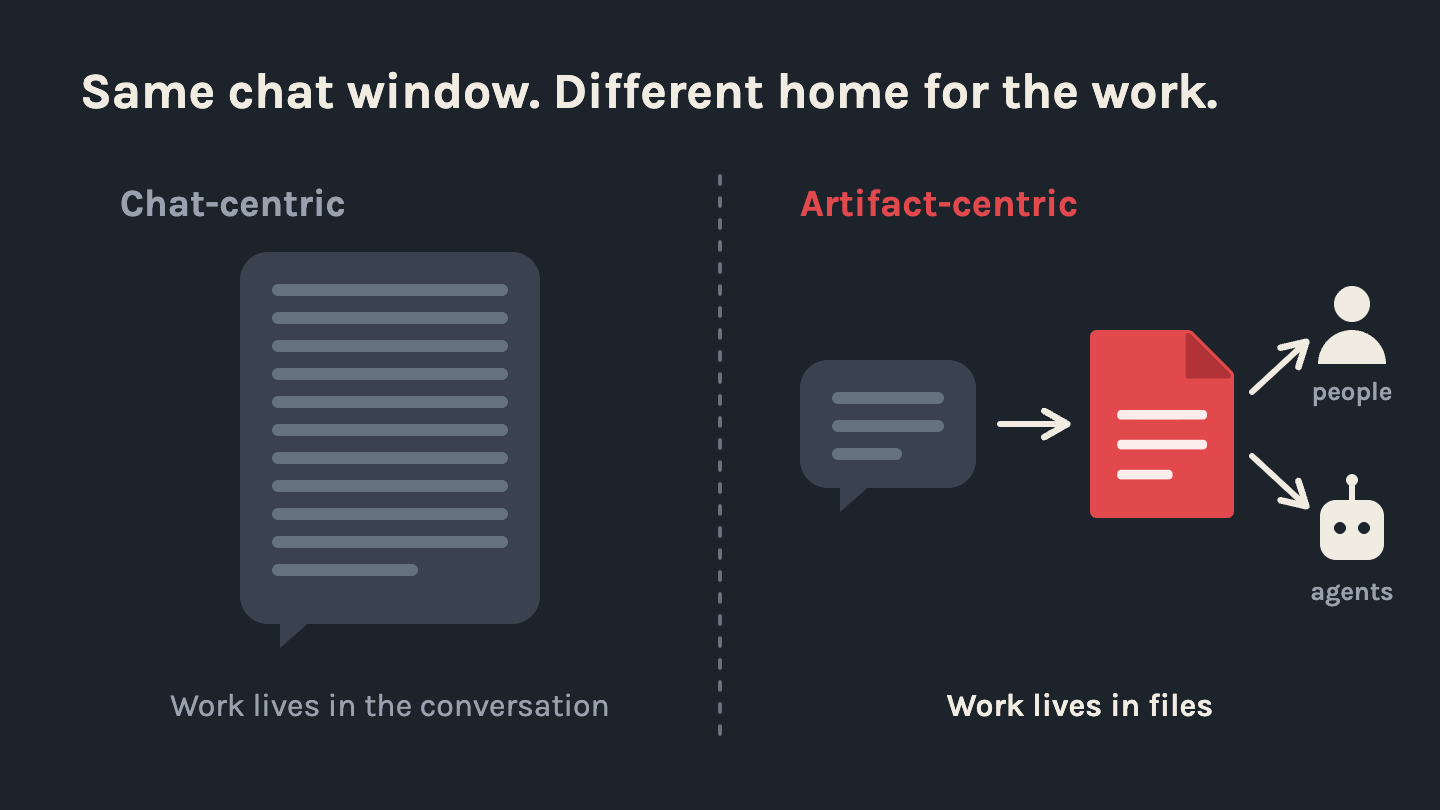 Same chat window. Different home for the work.
Chat-centric
Work lives in the conversation
Artifact-centric
people
agents
Work lives in files